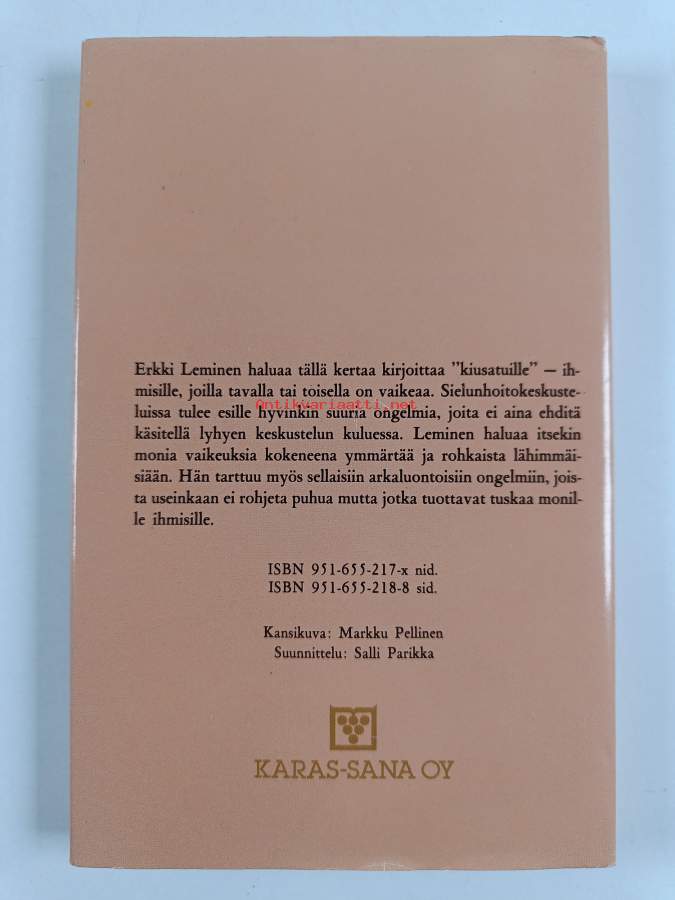 Erkki Leminen haluaa tällä kertaa kirjoittaa ”kiusatuille” — ih-
misille, joilla tavalla tai toisella on vaikeaa. Sielunhoitokeskuste-
luissa tulee esille hyvinkin suuria ongelmia, joita ei aina ehditä
Antikvariaatti.net
käsitellä lyhyen keskustelun kuluessa. Leminen haluaa itsekin
monia vaikeuksia kokeneena ymmärtää ja rohkaista lähimmäi-
siään. Hän tarttuu myös sellaisiin arkaluontoisiin ongelmiin, jois-
ta useinkaan ei rohjeta puhua mutta jotka tuottavat tuskaa monil-
le ihmisille.
ISBN 951-655-217-x nid.
ISBN 951-655-218-8 sid.
Kansikuva: Markku Pellinen
Suunnittelu: Salli Parikka
KARAS-SANA OY